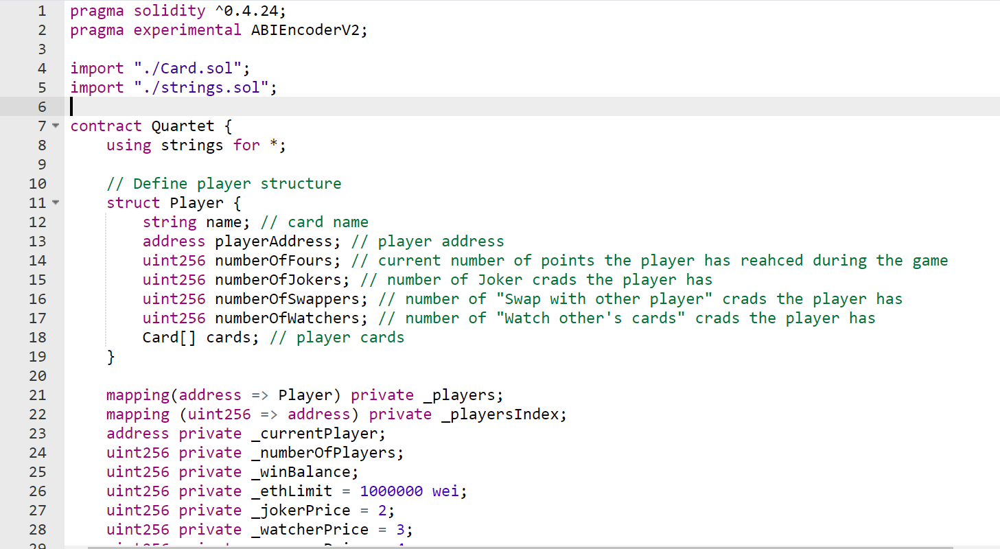 1 pragma solidity ^0.4.24;
2 pragma experimental ABIEncoderV2;
3
4 import "./Card.sol";
5 import "./strings.sol";
6
7 contract Quartet {
8 using strings for *;
9
10 // Define player structure
11 struct Player {
12 string name; // card name
13 address playerAddress; // player address
14 uint256 numberOfFours; // current number of points the player has reahced during the game
15 uint256 numberOfJokers; // number of Joker crads the player has
16 uint256 numberOfSwappers; // number of "Swap with other player" crads the player has
17 uint256 numberOfWatchers; // number of "Watch other's cards" crads the player has
18 Card[] cards; // player cards
19 }
20
21 mapping(address => Player) private _players;
22 mapping (uint256 => address) private _playersIndex;
23 address private _currentPlayer;
24 uint256 private _numberOfPlayers;
25 uint256 private _winBalance;
26 uint256 private _ethLimit = 1000000 wei;
27 uint256 private _jokerPrice = 2;
28 uint256 private _watcherPrice = 3;